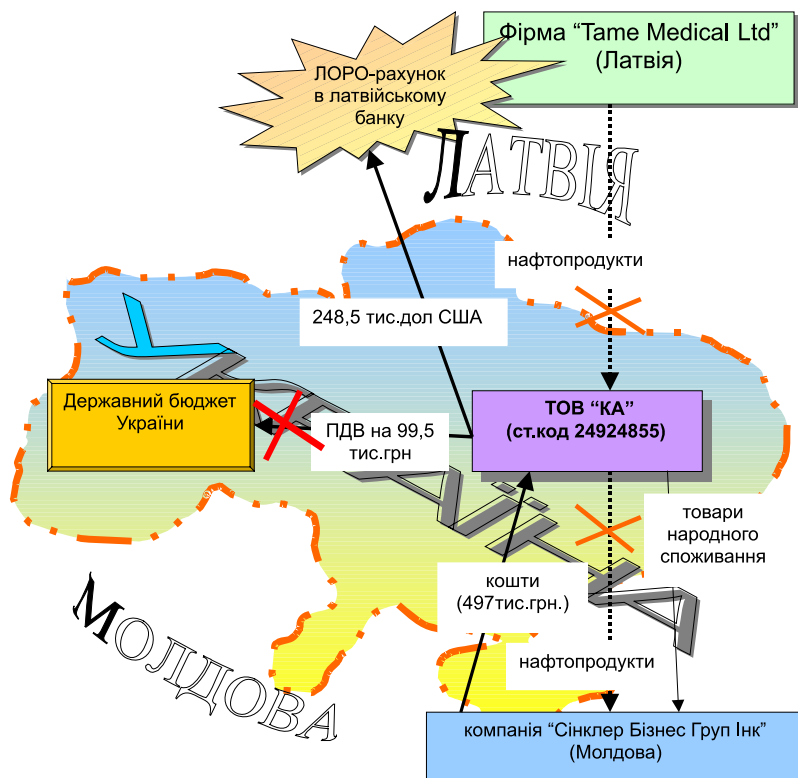 Фірма “Tame Medical Ltd”
(Латвія)
ЛОРО-рахунок
в латвійському
банку
ЛАТВІЯ
нафтопродукти
248,5 тис.дол США
УКРАЇНА
Державний бюджет
України
ПДВ на 99,5
тис.грн
ТОВ “КА”
(ст.код 24924855)
товари
народного
споживання
кошти
(497тис.грн.)
МОЛДОВА
нафтопродукти
компанія “Сінклер Бізнес Груп Інк”
(Молдова)